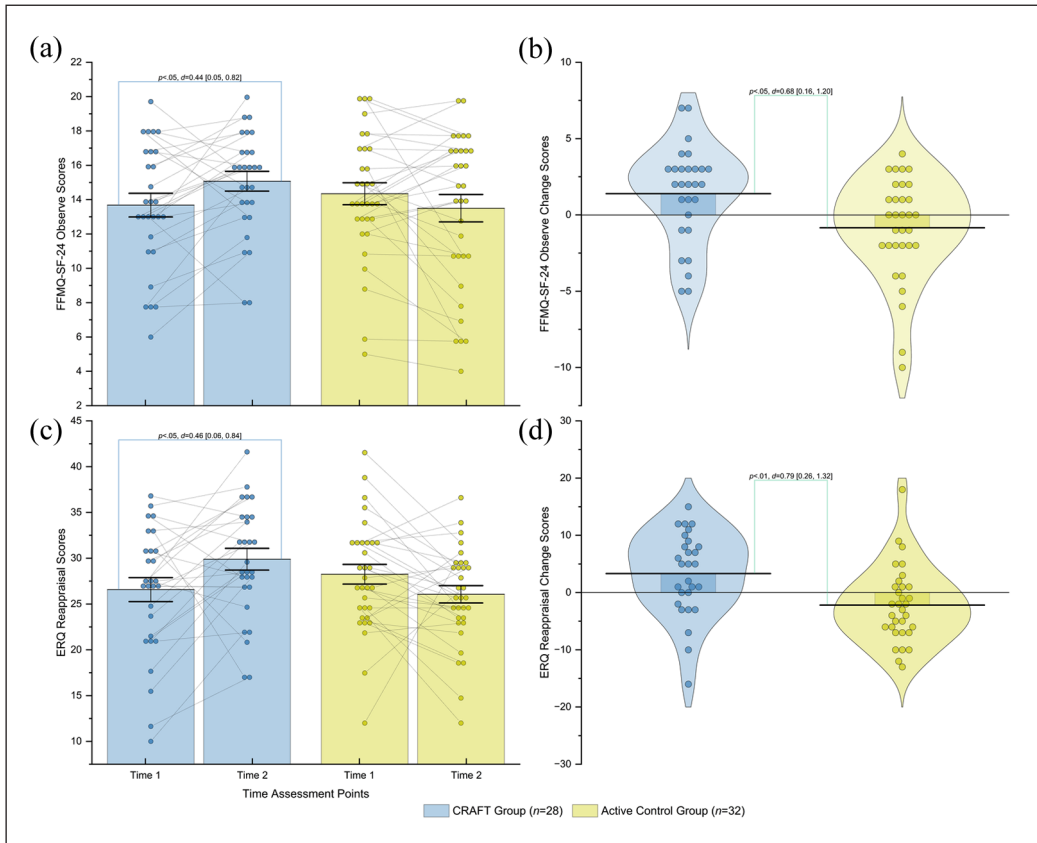 (a)
p<.05, d=0.44 [0.05, 0.82]
FFMQ-SF-24 Observe Scores
22
20
18
16
14
12
10
8
6
4
2
(b)
p<.05, d=0.68 [0.16, 1.20]
FFMQ-SF-24 Observe Change Scores
10
5
0
−5
−10
(c)
p<.05, d=0.46 [0.06, 0.84]
ERQ Reappraisal Scores
45
40
35
30
25
20
15
10
Time 1
Time 2
Time 1
Time 2
Time Assessment Points
(d)
p<.01, d=0.79 [0.26, 1.32]
ERQ Reappraisal Change Scores
30
20
10
0
−10
−20
−30
CRAFT Group (n=28)
Active Control Group (n=32)